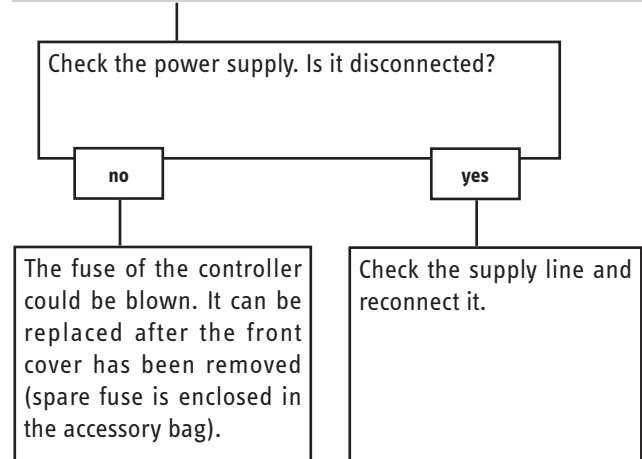 Check the power supply. Is it disconnected?
no
yes
The fuse of the controller
could be blown. It can be
replaced after the front
cover has been removed
(spare fuse is enclosed in
the accessory bag).
Check the supply line and
reconnect it.